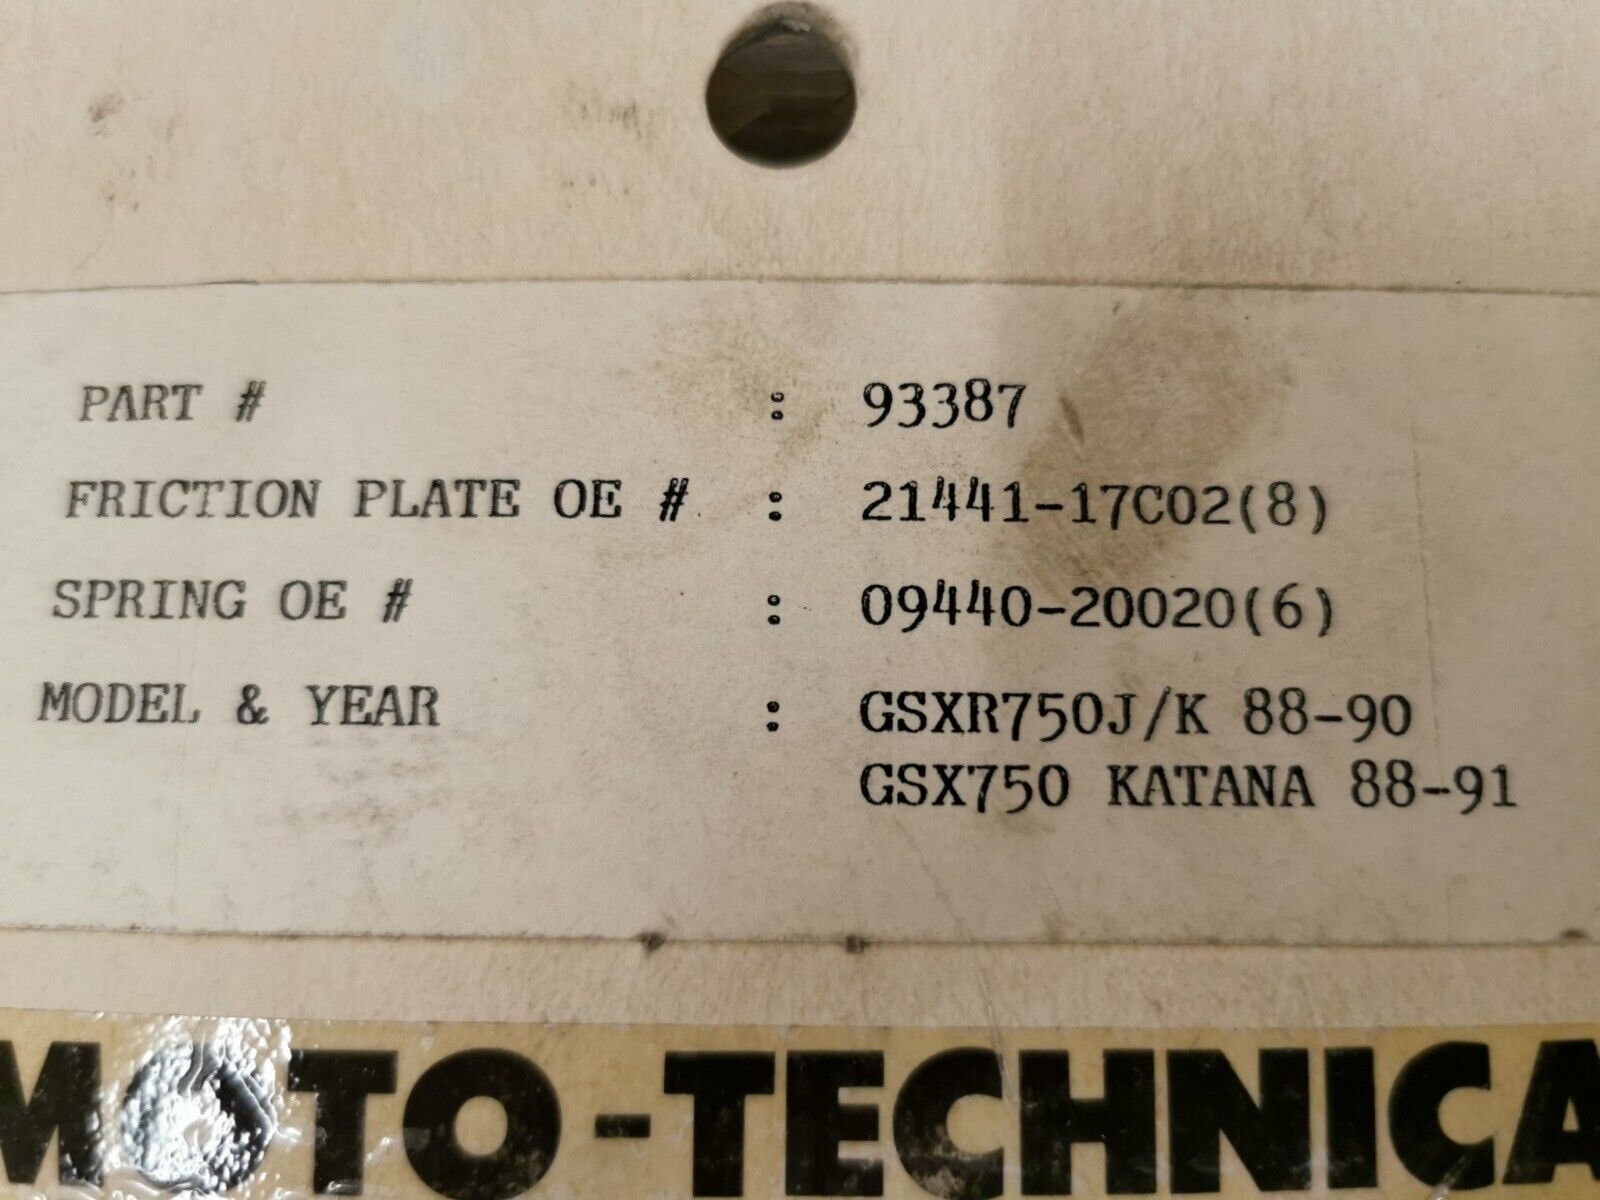 PART # : 93387
FRICTION PLATE OE # : 21441-17C02(8)
SPRING OE # : 09440-20020(6)
MODEL & YEAR : GSXR750J/K 88-90
GSX750 KATANA 88-91
MOTO-TECHNICA